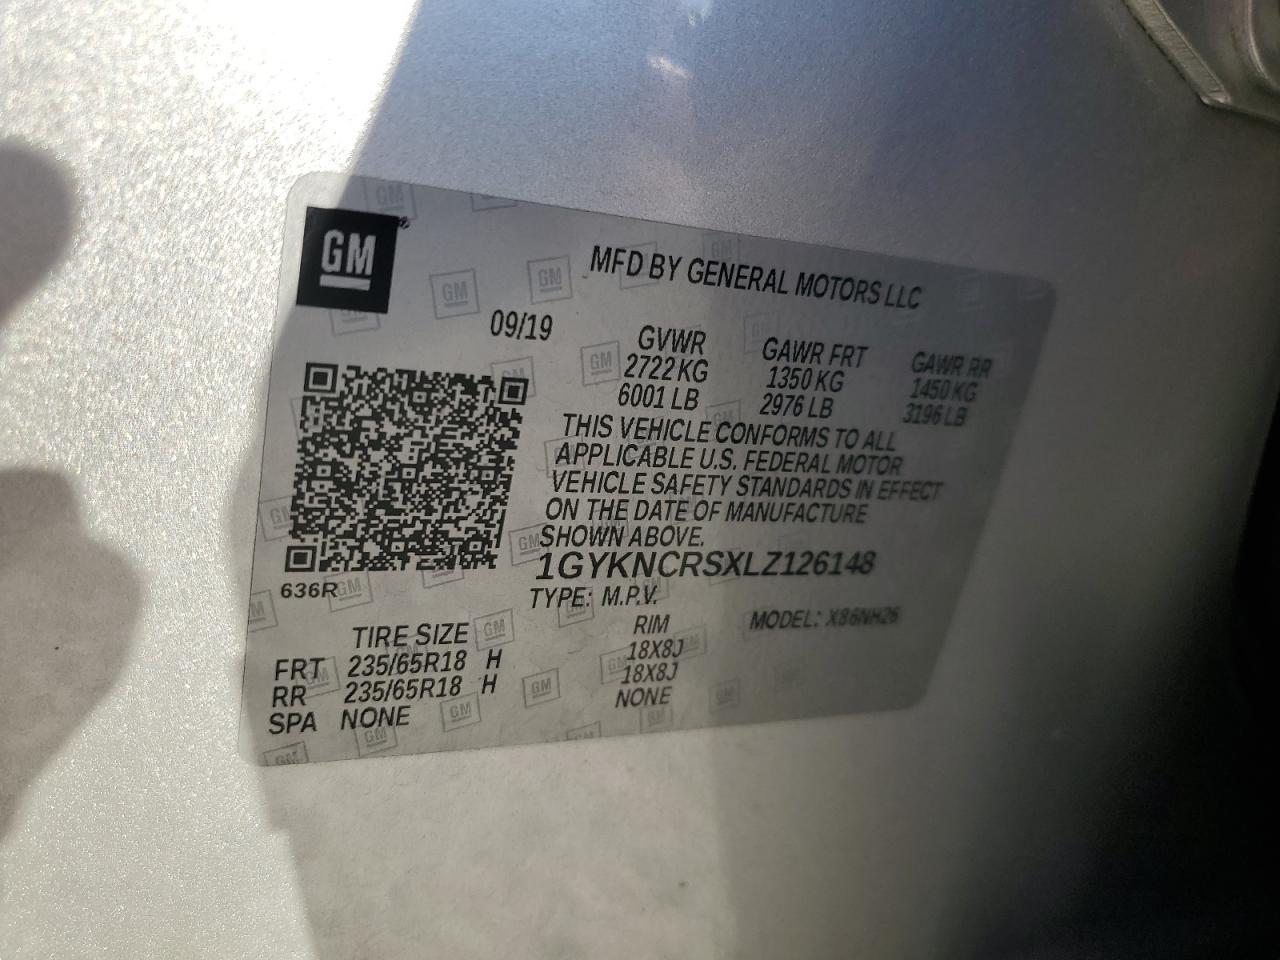 GM
MFD BY GENERAL MOTORS LLC
09/19
GVWR GAWR FRT GAWR RR
2722 KG 1350 KG 1450 KG
6001 LB 2976 LB 3196 LB
THIS VEHICLE CONFORMS TO ALL
APPLICABLE U.S. FEDERAL MOTOR
VEHICLE SAFETY STANDARDS IN EFFECT
ON THE DATE OF MANUFACTURE
SHOWN ABOVE.
1GYKNCRSXLZ126148
636R
TYPE: M.P.V. MODEL: X86NH26
TIRE SIZE RIM
FRT 235/65R18 H 18X8J
RR 235/65R18 H 18X8J
SPA NONE NONE